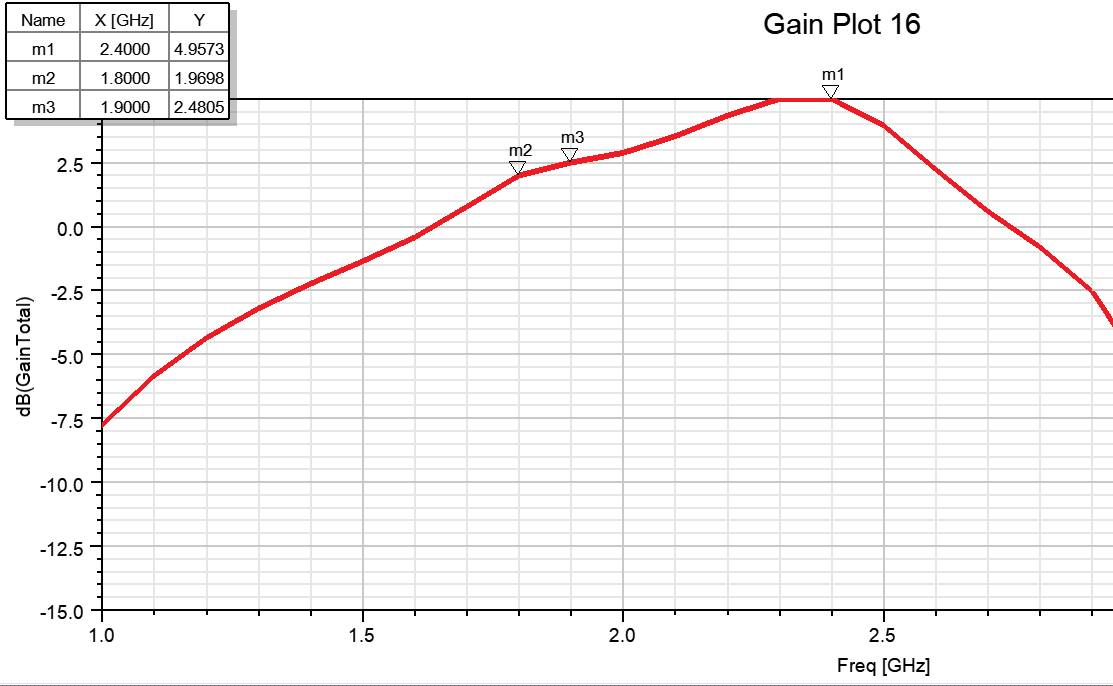 Name X [GHz] Y
m1 2.4000 4.9573
m2 1.8000 1.9698
m3 1.9000 2.4805
Gain Plot 16
m1
m2
m3
2.5
0.0
-2.5
-5.0
-7.5
-10.0
-12.5
-15.0
dB(GainTotal)
1.0 1.5 2.0 2.5
Freq [GHz]